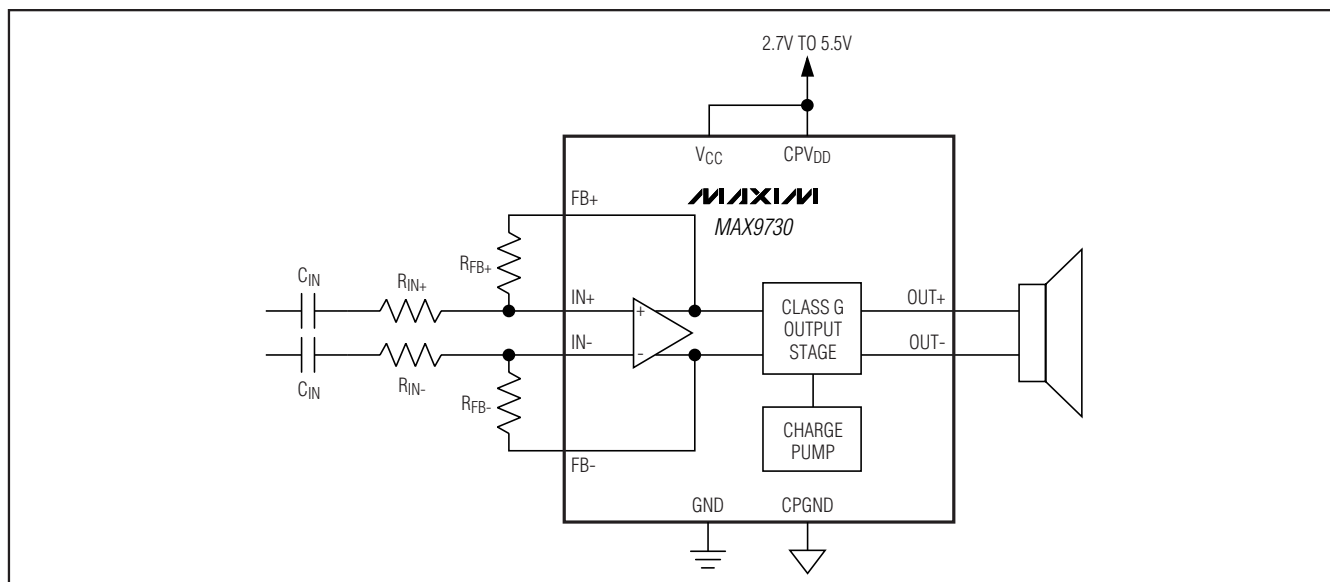 2.7V TO 5.5V
VCC
CPVDD
MAXIM
MAX9730
FB+
RFB+
CIN
RIN+
IN+
IN-
CIN
RIN-
RFB-
FB-
+
-
CLASS G
OUTPUT
STAGE
OUT+
OUT-
CHARGE
PUMP
GND
CPGND